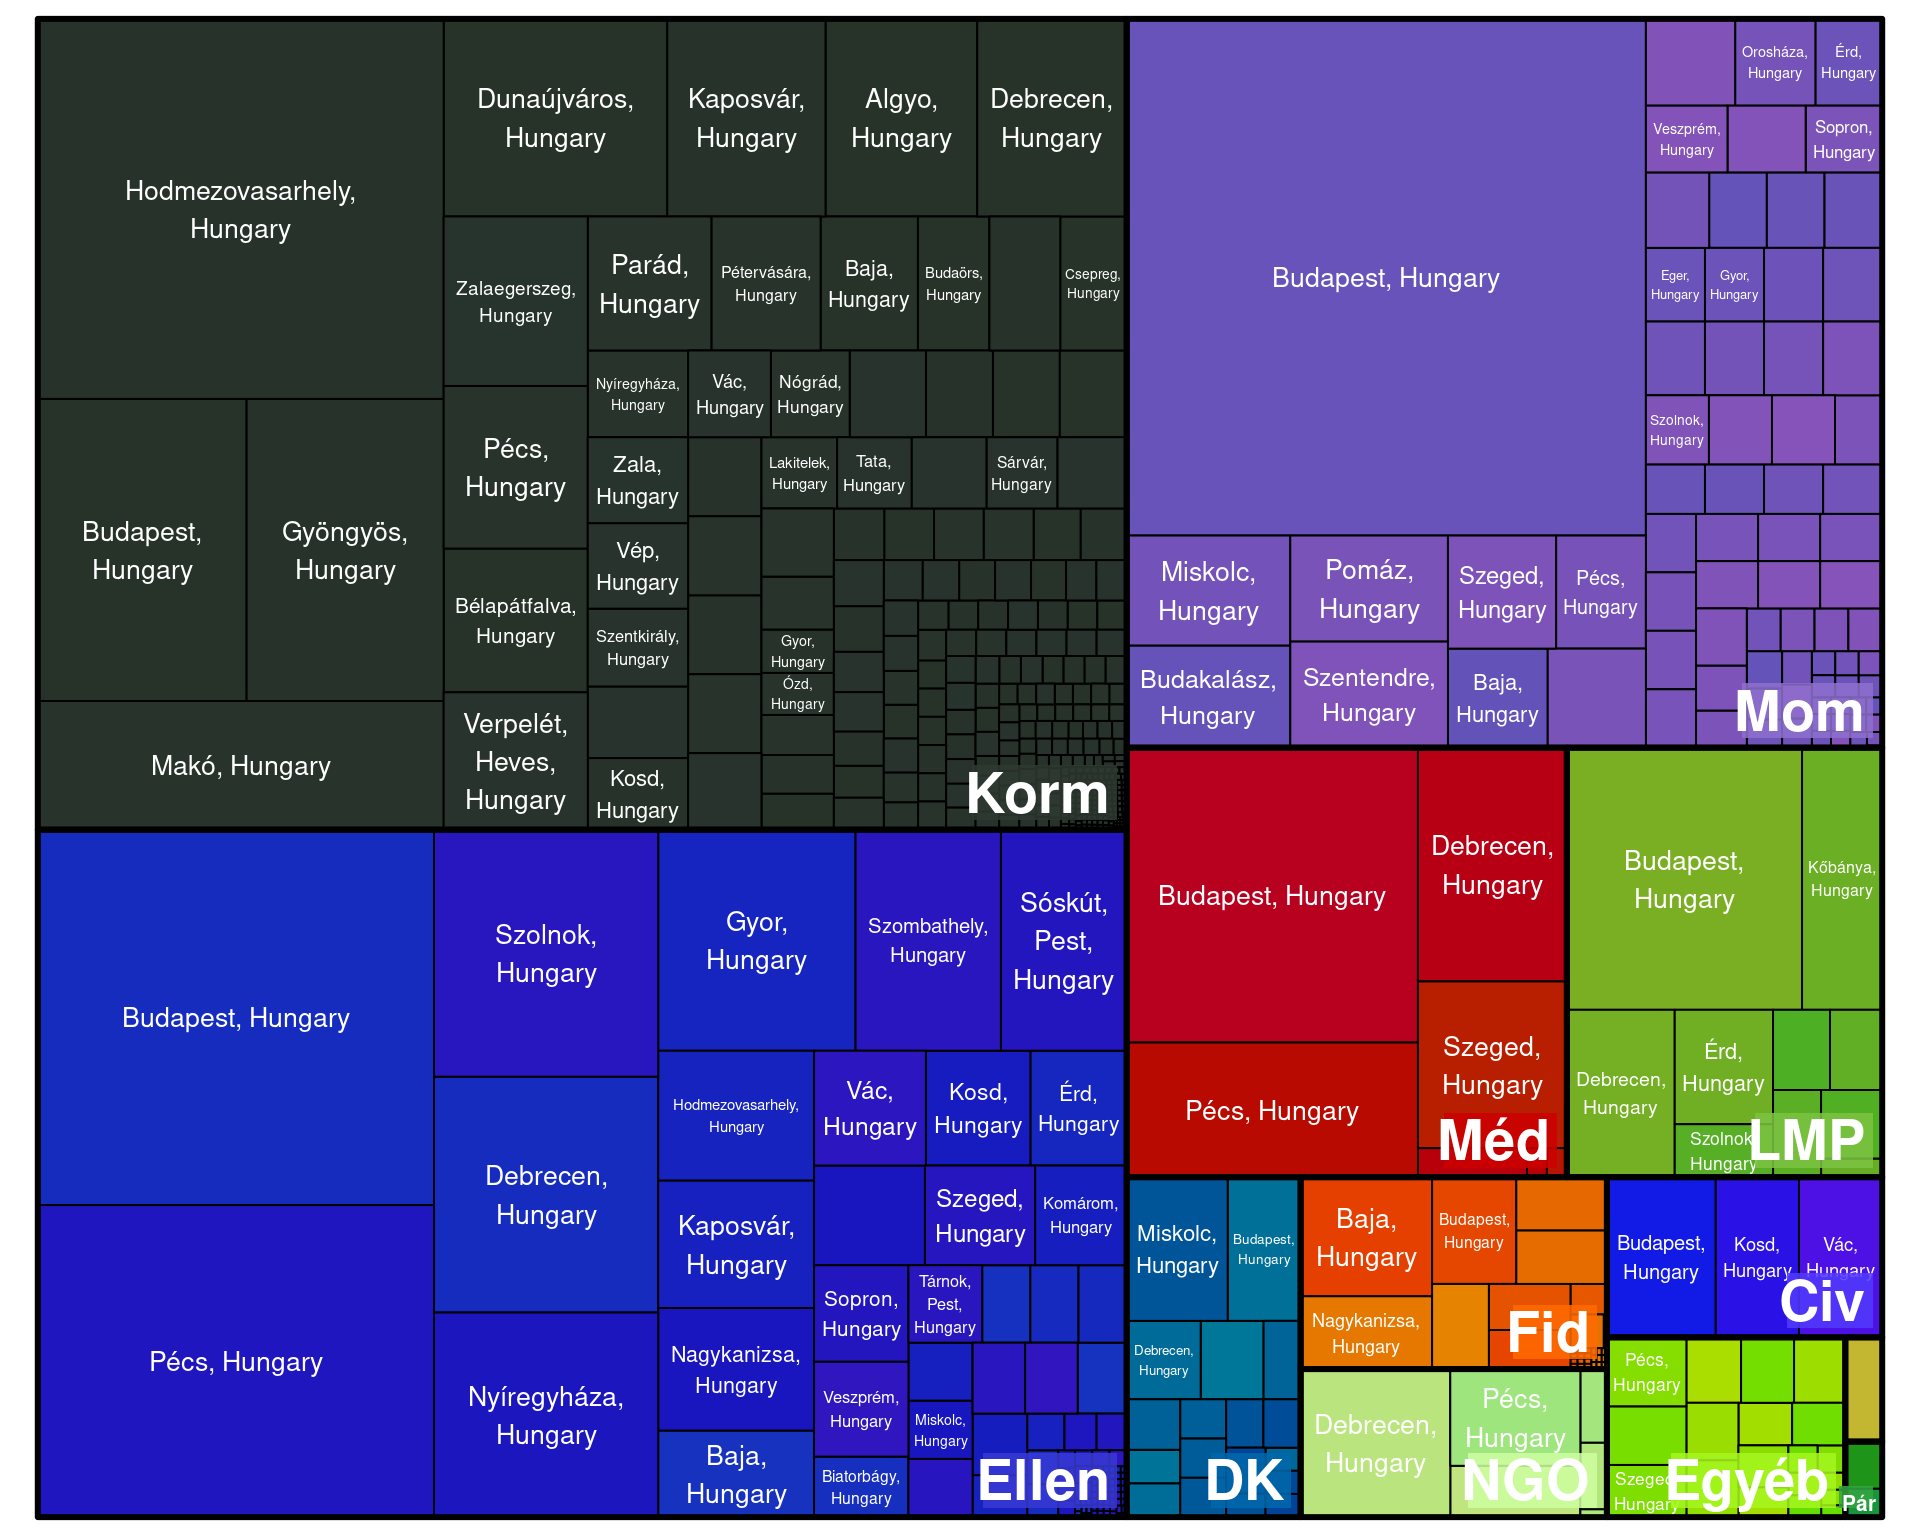 Hodmezovasarhely,
Hungary
Dunaújváros,
Hungary
Kaposvár,
Hungary
Algyo,
Hungary
Debrecen,
Hungary
Zalaegerszeg,
Hungary
Parád,
Hungary
Pétervására,
Hungary
Baja,
Hungary
Budaörs,
Hungary
Csepreg,
Hungary
Nyíregyháza,
Hungary
Vác,
Hungary
Nógrád,
Hungary
Budapest,
Hungary
Gyöngyös,
Hungary
Makó, Hungary
Pécs,
Hungary
Bélapátfalva,
Hungary
Verpelét,
Heves,
Hungary
Zala,
Hungary
Vép,
Hungary
Szentkirály,
Hungary
Kosd,
Hungary
Lakitelek,
Hungary
Tata,
Hungary
Sárvár,
Hungary
Gyor,
Hungary
Ózd,
Hungary
Korm
Budapest, Hungary
Orosháza,
Hungary
Érd,
Hungary
Veszprém,
Hungary
Sopron,
Hungary
Eger,
Hungary
Gyor,
Hungary
Szolnok,
Hungary
Miskolc,
Hungary
Pomáz,
Hungary
Szeged,
Hungary
Pécs,
Hungary
Budakalász,
Hungary
Szentendre,
Hungary
Baja,
Hungary
Mom
Budapest, Hungary
Pécs, Hungary
Szolnok,
Hungary
Debrecen,
Hungary
Nyíregyháza,
Hungary
Gyor,
Hungary
Szombathely,
Hungary
Sóskút,
Pest,
Hungary
Hodmezovasarhely,
Hungary
Vác,
Hungary
Kosd,
Hungary
Érd,
Hungary
Kaposvár,
Hungary
Szeged,
Hungary
Komárom,
Hungary
Nagykanizsa,
Hungary
Sopron,
Hungary
Tárnok,
Pest,
Hungary
Veszprém,
Hungary
Miskolc,
Hungary
Baja,
Hungary
Biatorbágy,
Hungary
Ellen
Budapest, Hungary
Debrecen,
Hungary
Pécs, Hungary
Szeged,
Hungary
Méd
Budapest,
Hungary
Kőbánya,
Hungary
Debrecen,
Hungary
Érd,
Hungary
Szolnok,
Hungary
LMP
Miskolc,
Hungary
Budapest,
Hungary
Debrecen,
Hungary
DK
Baja,
Hungary
Budapest,
Hungary
Nagykanizsa,
Hungary
Fid
Debrecen,
Hungary
Pécs,
Hungary
NGO
Budapest,
Hungary
Kosd,
Hungary
Vác,
Hungary
Civ
Pécs,
Hungary
Szeged,
Hungary
Egyéb
Pár